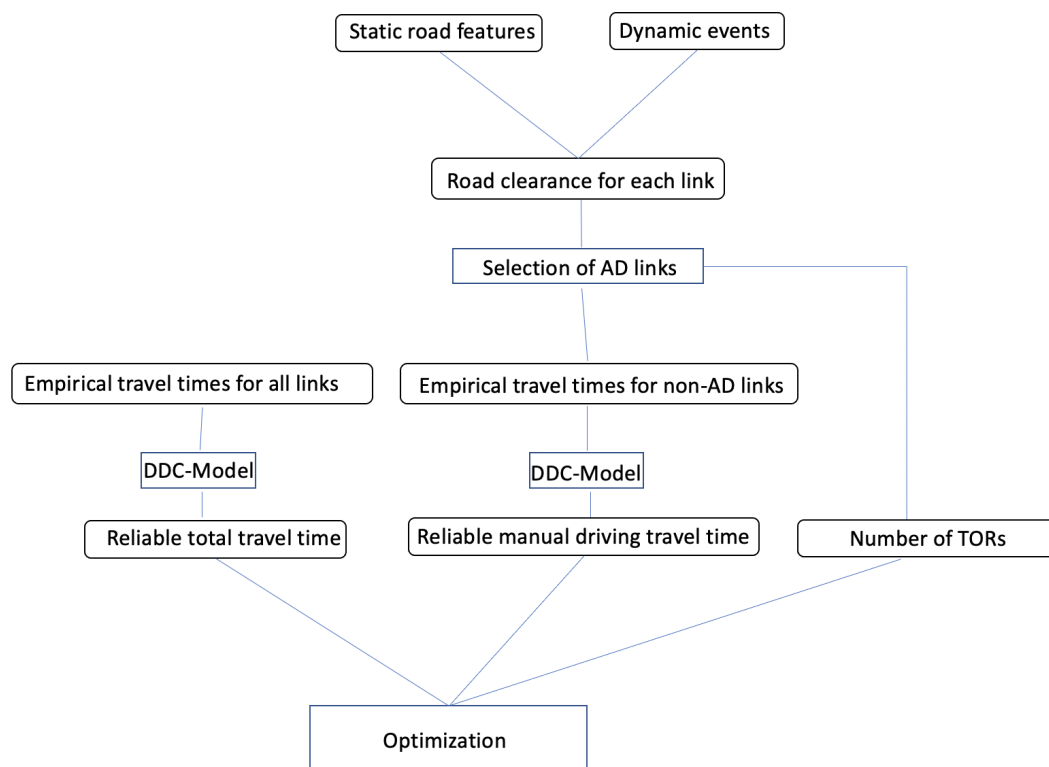 Static road features
Dynamic events
Road clearance for each link
Selection of AD links
Empirical travel times for all links
Empirical travel times for non-AD links
DDC-Model
DDC-Model
Reliable total travel time
Reliable manual driving travel time
Number of TORs
Optimization